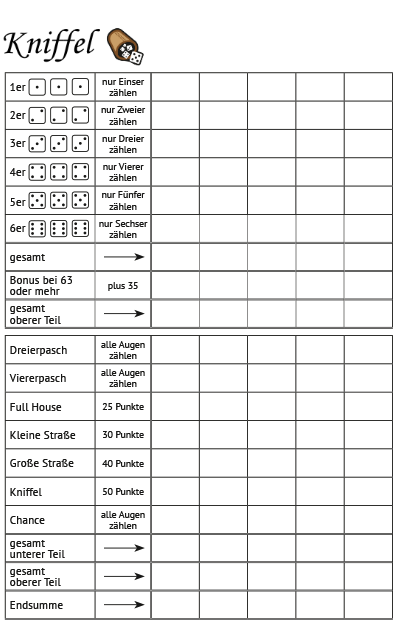 Kniffel
1er
nur Einser
zählen
2er
nur Zweier
zählen
3er
nur Dreier
zählen
4er
nur Vierer
zählen
5er
nur Fünfer
zählen
6er
nur Sechser
zählen
gesamt
Bonus bei 63
oder mehr
plus 35
gesamt
oberer Teil
Dreierpasch
alle Augen
zählen
Viererpasch
alle Augen
zählen
Full House
25 Punkte
Kleine Straße
30 Punkte
Große Straße
40 Punkte
Kniffel
50 Punkte
Chance
alle Augen
zählen
gesamt
unterer Teil
gesamt
oberer Teil
Endsumme